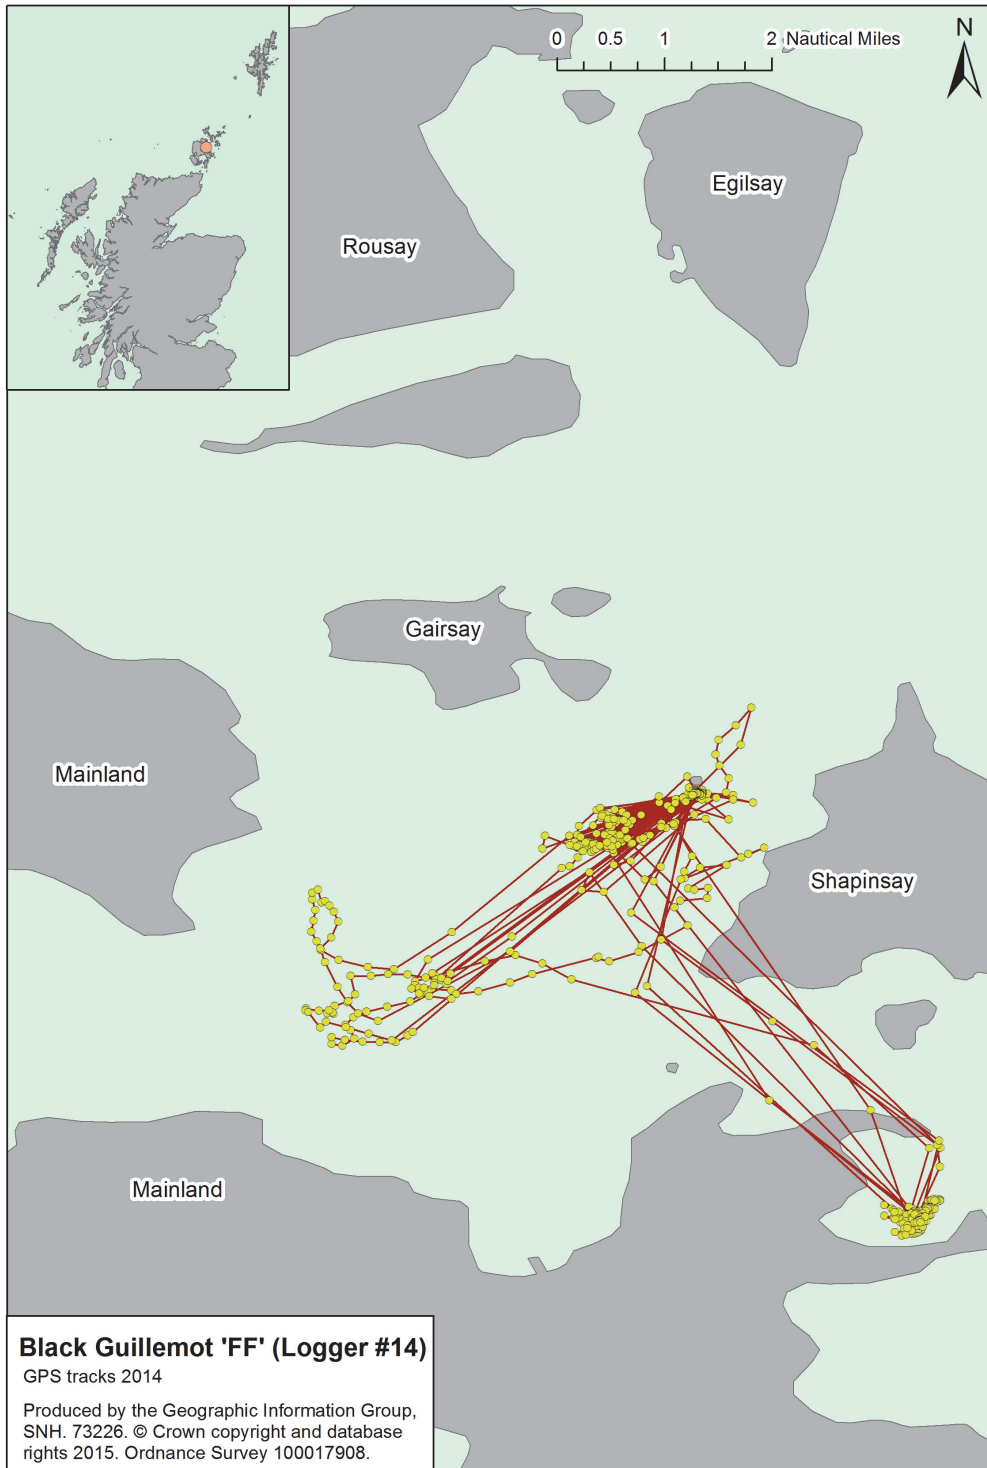 0 0.5 1 2 Nautical Miles
N
Egilsay
Rousay
Gairsay
Mainland
Shapinsay
Mainland
Black Guillemot 'FF' (Logger #14)
GPS tracks 2014
Produced by the Geographic Information Group,
SNH. 73226. © Crown copyright and database
rights 2015. Ordnance Survey 100017908.